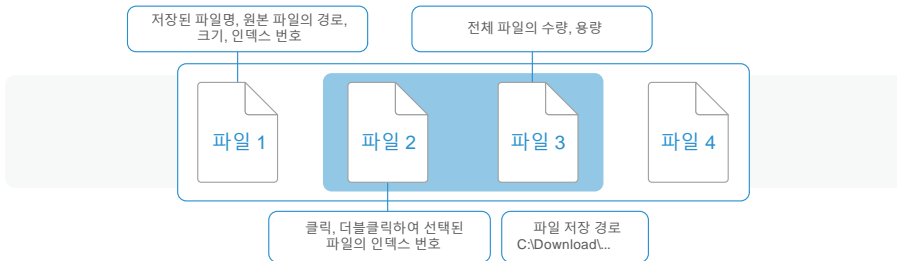 저장된 파일명, 원본 파일의 경로,
크기, 인덱스 번호
전체 파일의 수량, 용량
파일 1
파일 2
파일 3
파일 4
클릭, 더블클릭하여 선택된
파일의 인덱스 번호
파일 저장 경로
C:\Download\...